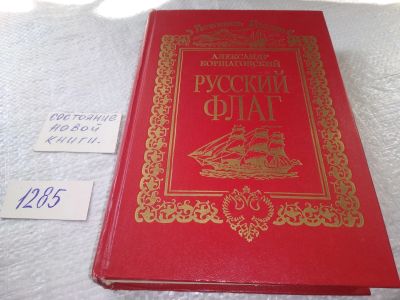 АЛЕКСАНДР
БОРЩАГОВСКИЙ
РУССКИЙ
ФЛАГ
состояние
новой
книги.
1285